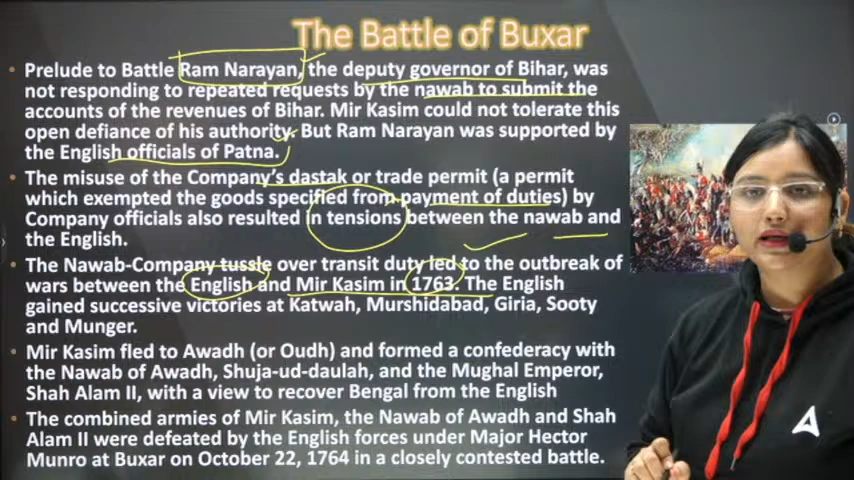 The Battle of Buxar
• Prelude to Battle Ram Narayan, the deputy governor of Bihar, was
not responding to repeated requests by the nawab to submit the
accounts of the revenues of Bihar. Mir Kasim could not tolerate this
open defiance of his authority. But Ram Narayan was supported by
the English officials of Patna.
• The misuse of the Company's dastak or trade permit (a permit
which exempted the goods specified from payment of duties) by
Company officials also resulted in tensions between the nawab and
the English.
• The Nawab-Company tussle over transit duty led to the outbreak of
wars between the English and Mir Kasim in 1763. The English
gained successive victories at Katwah, Murshidabad, Giria, Sooty
and Munger.
• Mir Kasim fled to Awadh (or Oudh) and formed a confederacy with
the Nawab of Awadh, Shuja-ud-daulah, and the Mughal Emperor,
Shah Alam II, with a view to recover Bengal from the English
• The combined armies of Mir Kasim, the Nawab of Awadh and Shah
Alam II were defeated by the English forces under Major Hector
Munro at Buxar on October 22, 1764 in a closely contested battle.